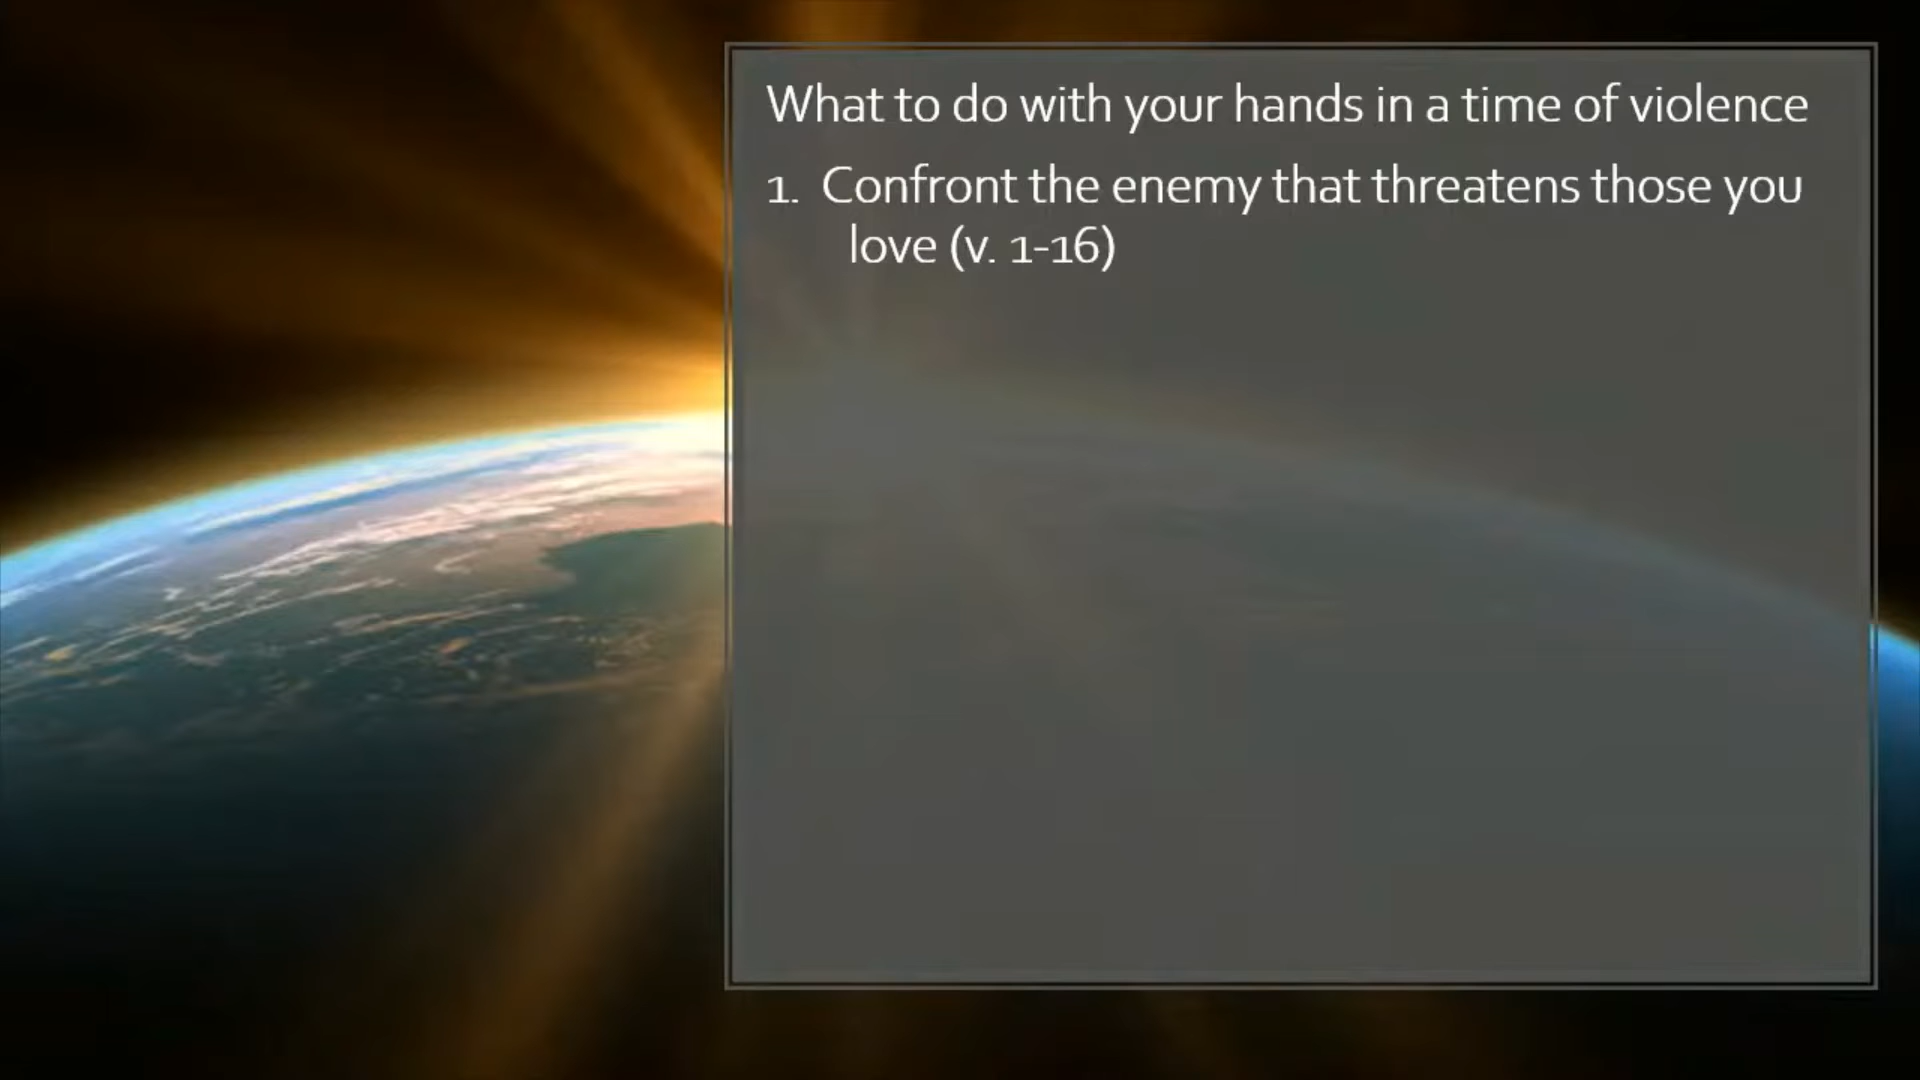 What to do with your hands in a time of violence
1. Confront the enemy that threatens those you
love (v. 1-16)